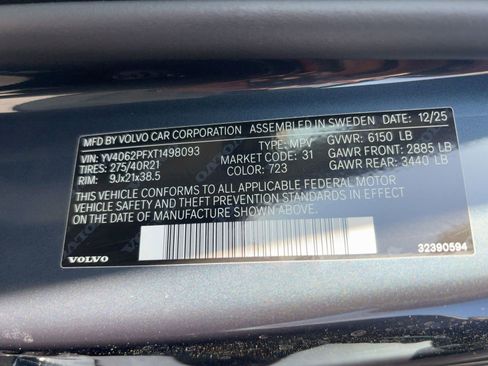 MFD BY VOLVO CAR CORPORATION ASSEMBLED IN SWEDEN 12/25
VIN: YV4062PFXT1498093 TYPE: MPV GVWR: 6150 LB
TIRES: 275/40R21 MARKET CODE: 31 GAWR FRONT: 2885 LB
RIM: 9Jx21x38.5 COLOR: 723 GAWR REAR: 3440 LB
THIS VEHICLE CONFORMS TO ALL APPLICABLE FEDERAL MOTOR
VEHICLE SAFETY AND THEFT PREVENTION STANDARDS IN EFFECT ON THE
DATE OF MANUFACTURE SHOWN ABOVE.
VOLVO 32390594